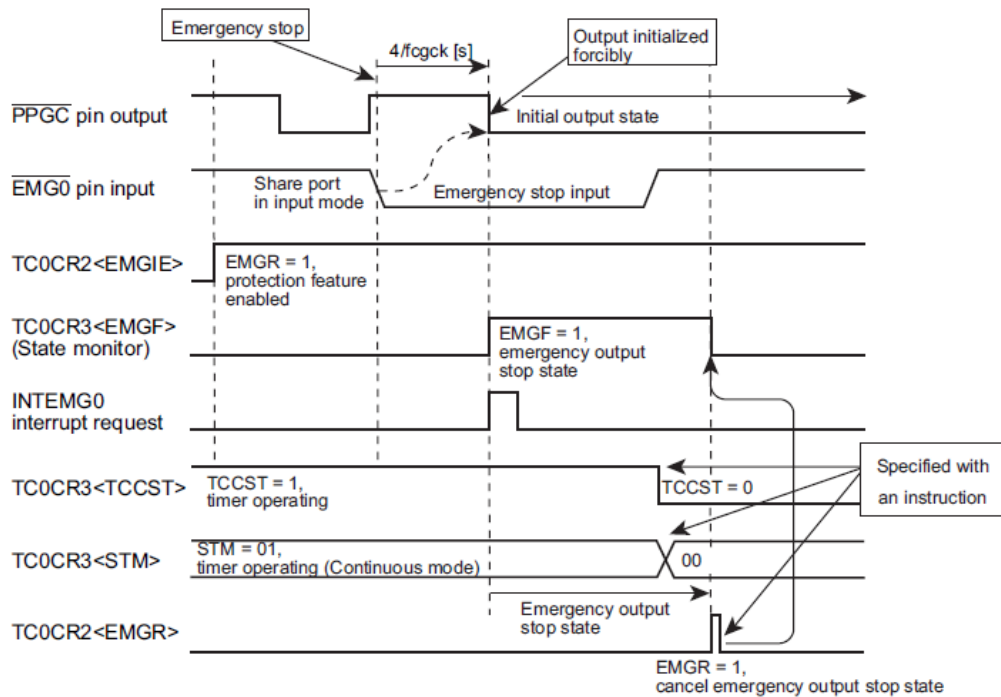 Emergency stop
4/fcgck [s]
Output initialized
forcibly
PPGC pin output
Initial output state
EMG0 pin input
Share port
in input mode
Emergency stop input
TC0CR2<EMGIE>
EMGR = 1,
protection feature
enabled
TC0CR3<EMGF>
(State monitor)
EMGF = 1,
emergency output
stop state
INTEMG0
interrupt request
Specified with
an instruction
TC0CR3<TCCST>
TCCST = 1,
timer operating
TCCST = 0
TC0CR3<STM>
STM = 01,
timer operating (Continuous mode)
00
Emergency output
stop state
TC0CR2<EMGR>
EMGR = 1,
cancel emergency output stop state